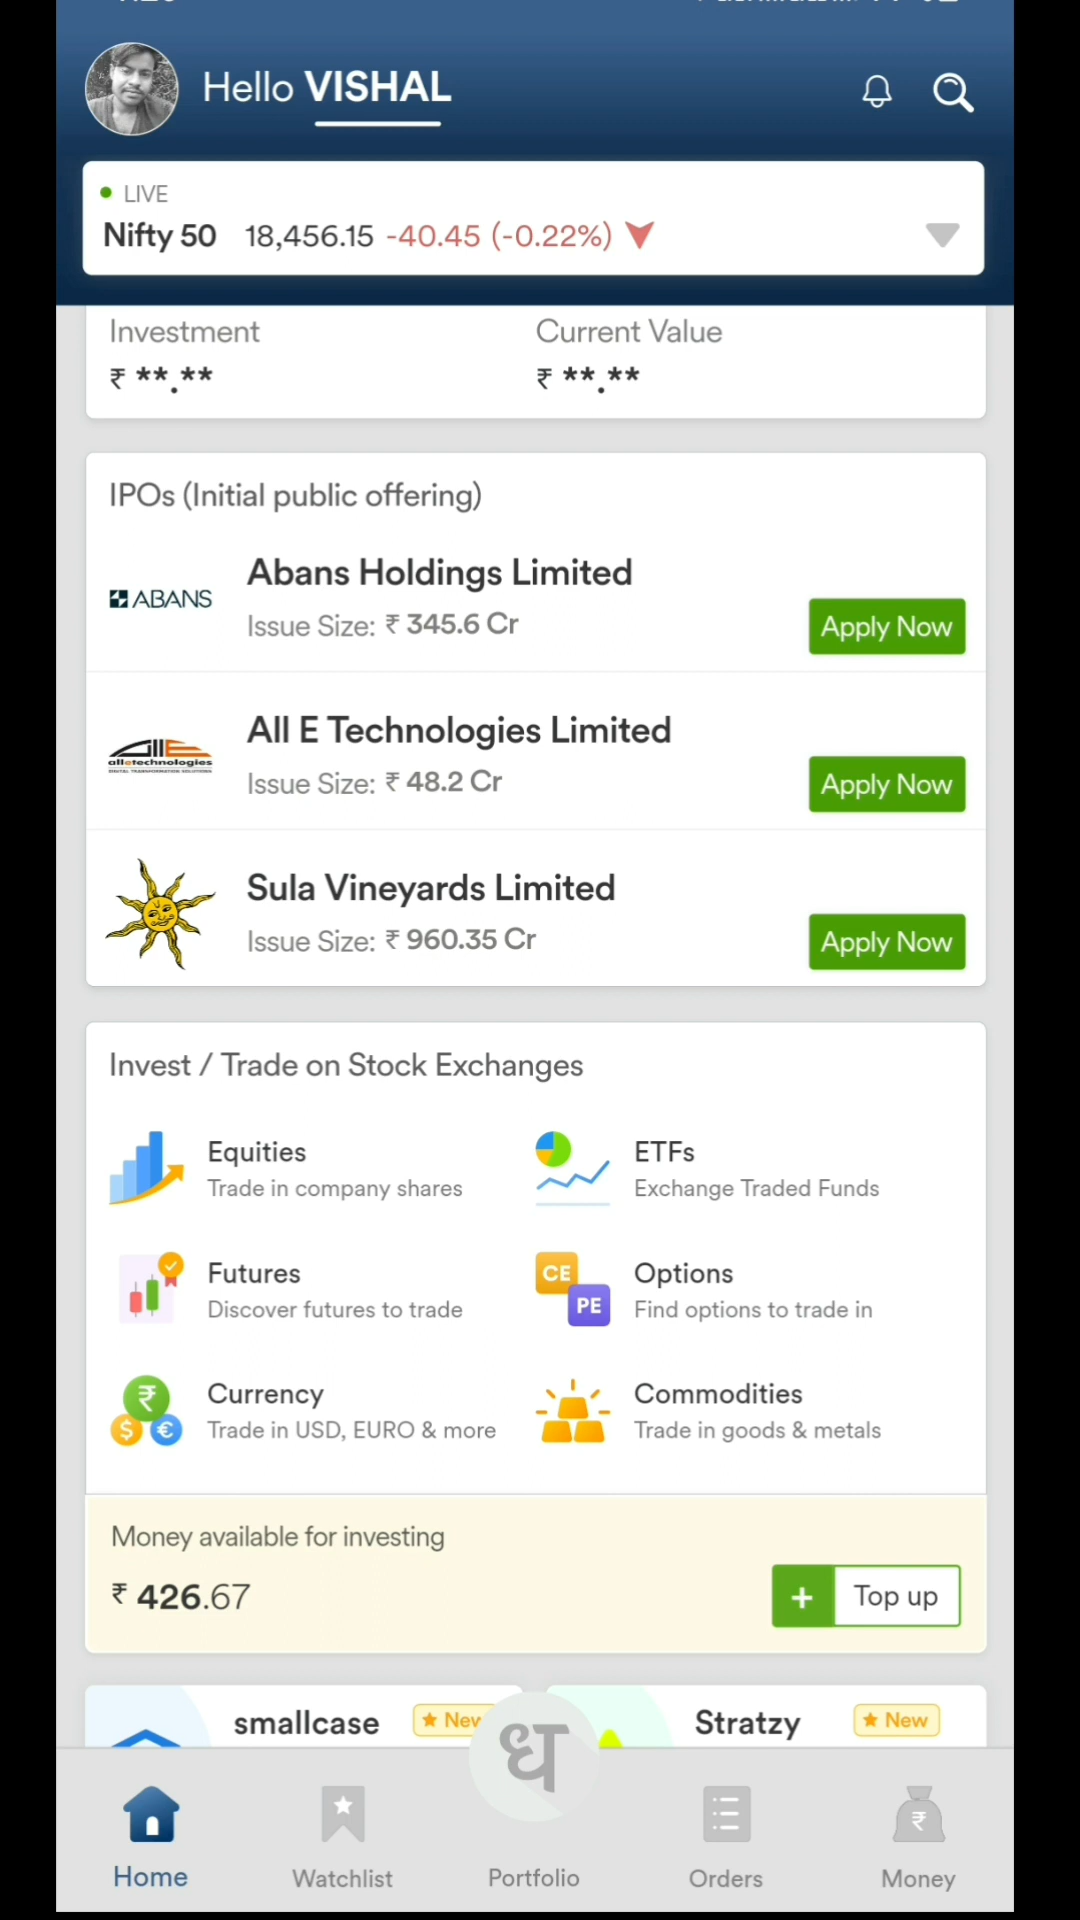 Hello VISHAL
LIVE
Nifty 50 18,456.15 -40.45 (-0.22%)
Investment Current Value
₹ **.** ₹ **.**
IPOs (Initial public offering)
ABANS
Abans Holdings Limited
Issue Size: ₹ 345.6 Cr
Apply Now
All E Technologies Limited
alletechnologies
DIGITAL TRANSFORMATION SOLUTIONS
Issue Size: ₹ 48.2 Cr
Apply Now
Sula Vineyards Limited
Issue Size: ₹ 960.35 Cr
Apply Now
Invest / Trade on Stock Exchanges
Equities
Trade in company shares
ETFs
Exchange Traded Funds
Futures
Discover futures to trade
CE
PE
Options
Find options to trade in
₹
$ €
Currency
Trade in USD, EURO & more
Commodities
Trade in goods & metals
Money available for investing
₹ 426.67
+ Top up
smallcase New
Stratzy New
ध
Home Watchlist Portfolio Orders Money